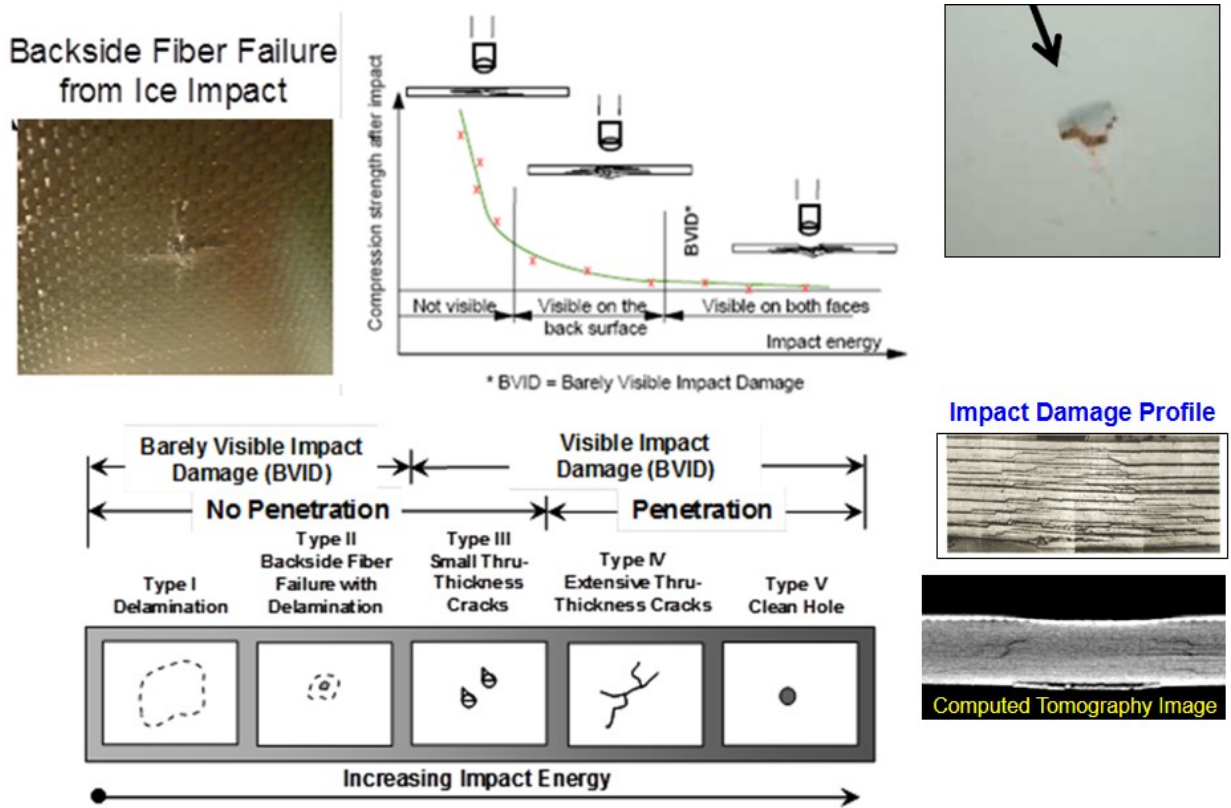 Backside Fiber Failure
from Ice Impact
Compression strength after impact
BVID*
Not visible
Visible on the
back surface
Visible on both faces
Impact energy
* BVID = Barely Visible Impact Damage
Impact Damage Profile
Computed Tomography Image
Barely Visible Impact
Damage (BVID)
Visible Impact
Damage (BVID)
No Penetration
Penetration
Type I
Delamination
Type II
Backside Fiber
Failure with
Delamination
Type III
Small Thru-
Thickness
Cracks
Type IV
Extensive Thru-
Thickness Cracks
Type V
Clean Hole
Increasing Impact Energy